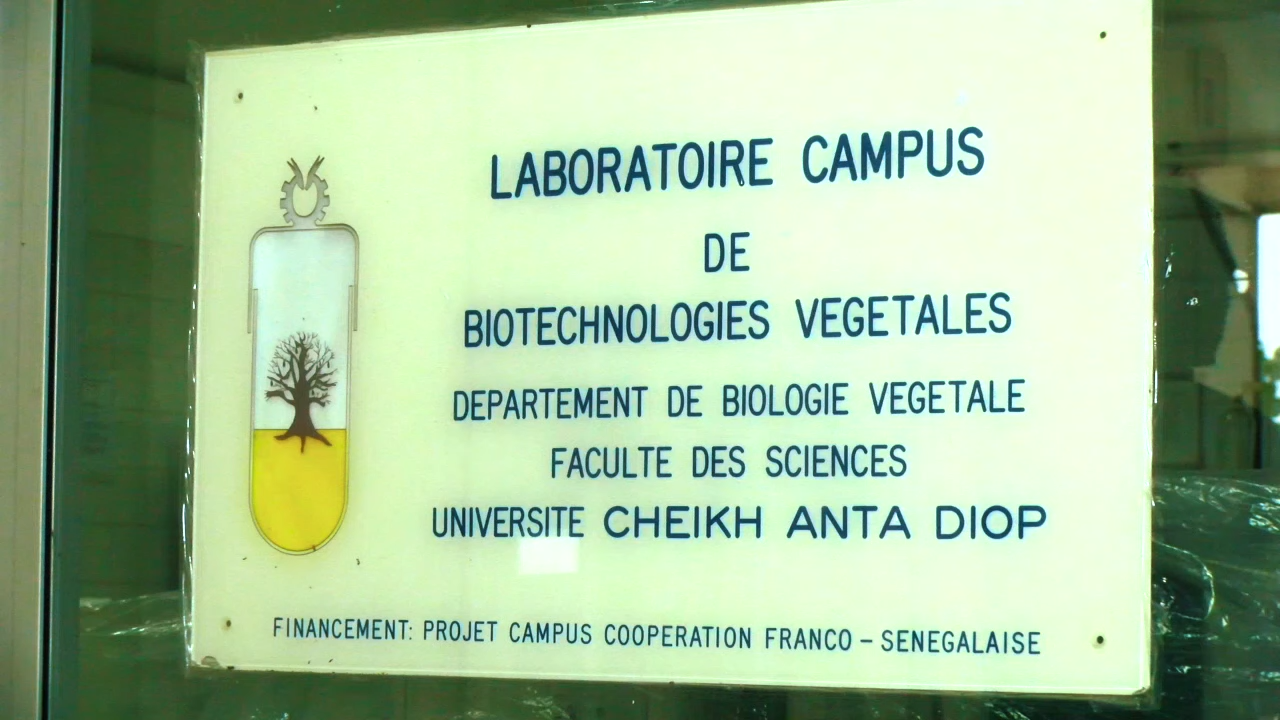 LABORATOIRE CAMPUS
DE
BIOTECHNOLOGIES VEGETALES
DEPARTEMENT DE BIOLOGIE VEGETALE
FACULTE DES SCIENCES
UNIVERSITE CHEIKH ANTA DIOP
FINANCEMENT: PROJET CAMPUS COOPERATION FRANCO – SENEGALAISE